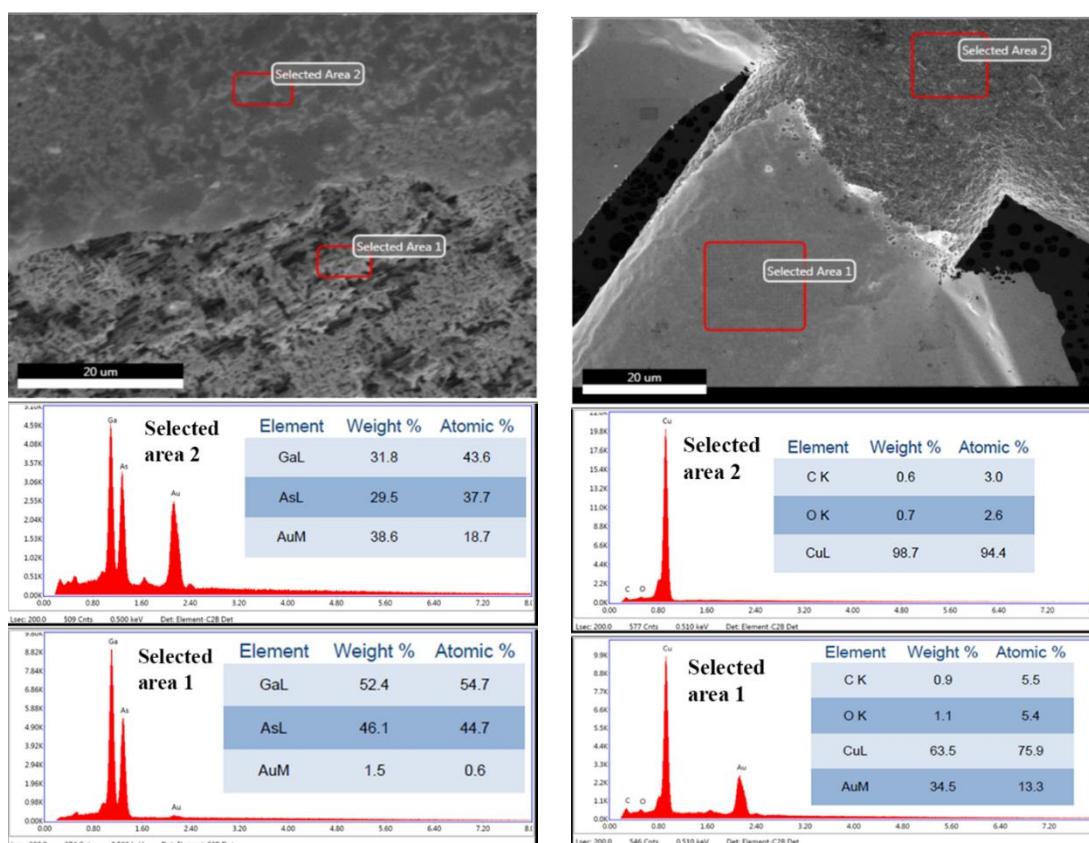 Selected Area 2
Selected Area 1
20 um
4.59K
4.08K
3.57K
3.06K
2.55K
2.04K
1.53K
1.02K
0.51K
0.00K
Ga
As
Au
Selected
area 2
Element Weight % Atomic %
GaL 31.8 43.6
AsL 29.5 37.7
AuM 38.6 18.7
0.00 0.80 1.60 2.40 3.20 4.00 4.80 5.60 6.40 7.20 8.0
Lsec: 200.0 509 Cnts 0.500 keV Det: Element-C2B Det
9.80K
8.82K
7.84K
6.86K
5.88K
4.90K
3.92K
2.94K
1.96K
0.98K
0.00K
Ga
As
Au
Selected
area 1
Element Weight % Atomic %
GaL 52.4 54.7
AsL 46.1 44.7
AuM 1.5 0.6
0.00 0.80 1.60 2.40 3.20 4.00 4.80 5.60 6.40 7.20 8.0
Selected Area 2
Selected Area 1
20 um
22.0K
19.8K
17.6K
15.4K
13.2K
11.0K
8.8K
6.6K
4.4K
2.2K
0.0K
C O Cu
Selected
area 2
Element Weight % Atomic %
C K 0.6 3.0
O K 0.7 2.6
CuL 98.7 94.4
0.00 0.80 1.60 2.40 3.20 4.00 4.80 5.60 6.40 7.20
Lsec: 200.0 577 Cnts 0.510 keV Det: Element-C2B Det
9.9K
8.8K
7.7K
6.6K
5.5K
4.4K
3.3K
2.2K
1.1K
0.0K
C O Cu
Au
Selected
area 1
Element Weight % Atomic %
C K 0.9 5.5
O K 1.1 5.4
CuL 63.5 75.9
AuM 34.5 13.3
0.00 0.80 1.60 2.40 3.20 4.00 4.80 5.60 6.40 7.20
Lsec: 200.0 546 Cnts 0.510 keV Det: Element-C2B Det